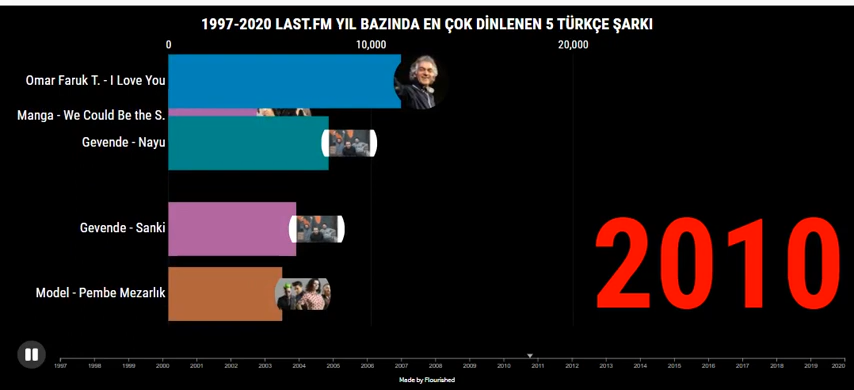 1997-2020 LAST.FM YIL BAZINDA EN ÇOK DİNLENEN 5 TÜRKÇE ŞARKI
0 10,000 20,000
Omar Faruk T. - I Love You
Manga - We Could Be the S.
Gevende - Nayu
Gevende - Sanki
Model - Pembe Mezarlık
2010
1997 1998 1999 2000 2001 2002 2003 2004 2005 2006 2007 2008 2009 2010 2011 2012 2013 2014 2015 2016 2017 2018 2019 2020
Made by Flourished